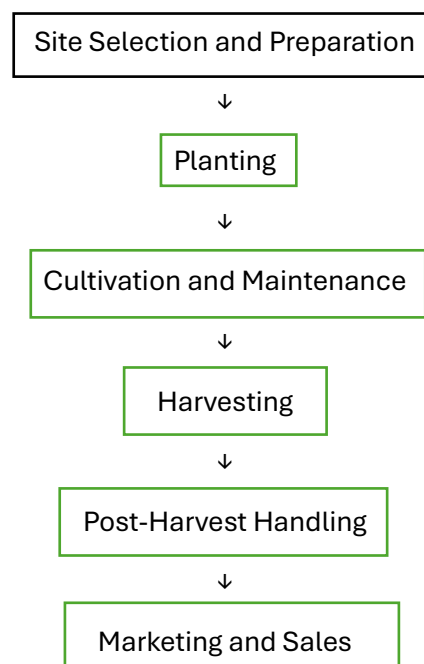 Site Selection and Preparation
↓
Planting
↓
Cultivation and Maintenance
↓
Harvesting
↓
Post-Harvest Handling
↓
Marketing and Sales